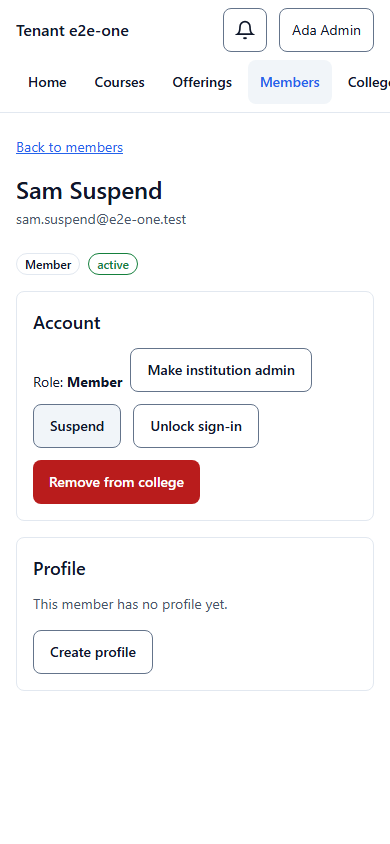 Tenant e2e-one
Ada Admin
Home Courses Offerings Members College
Back to members
Sam Suspend
sam.suspend@e2e-one.test
Member active
Account
Role: Member Make institution admin
Suspend Unlock sign-in
Remove from college
Profile
This member has no profile yet.
Create profile